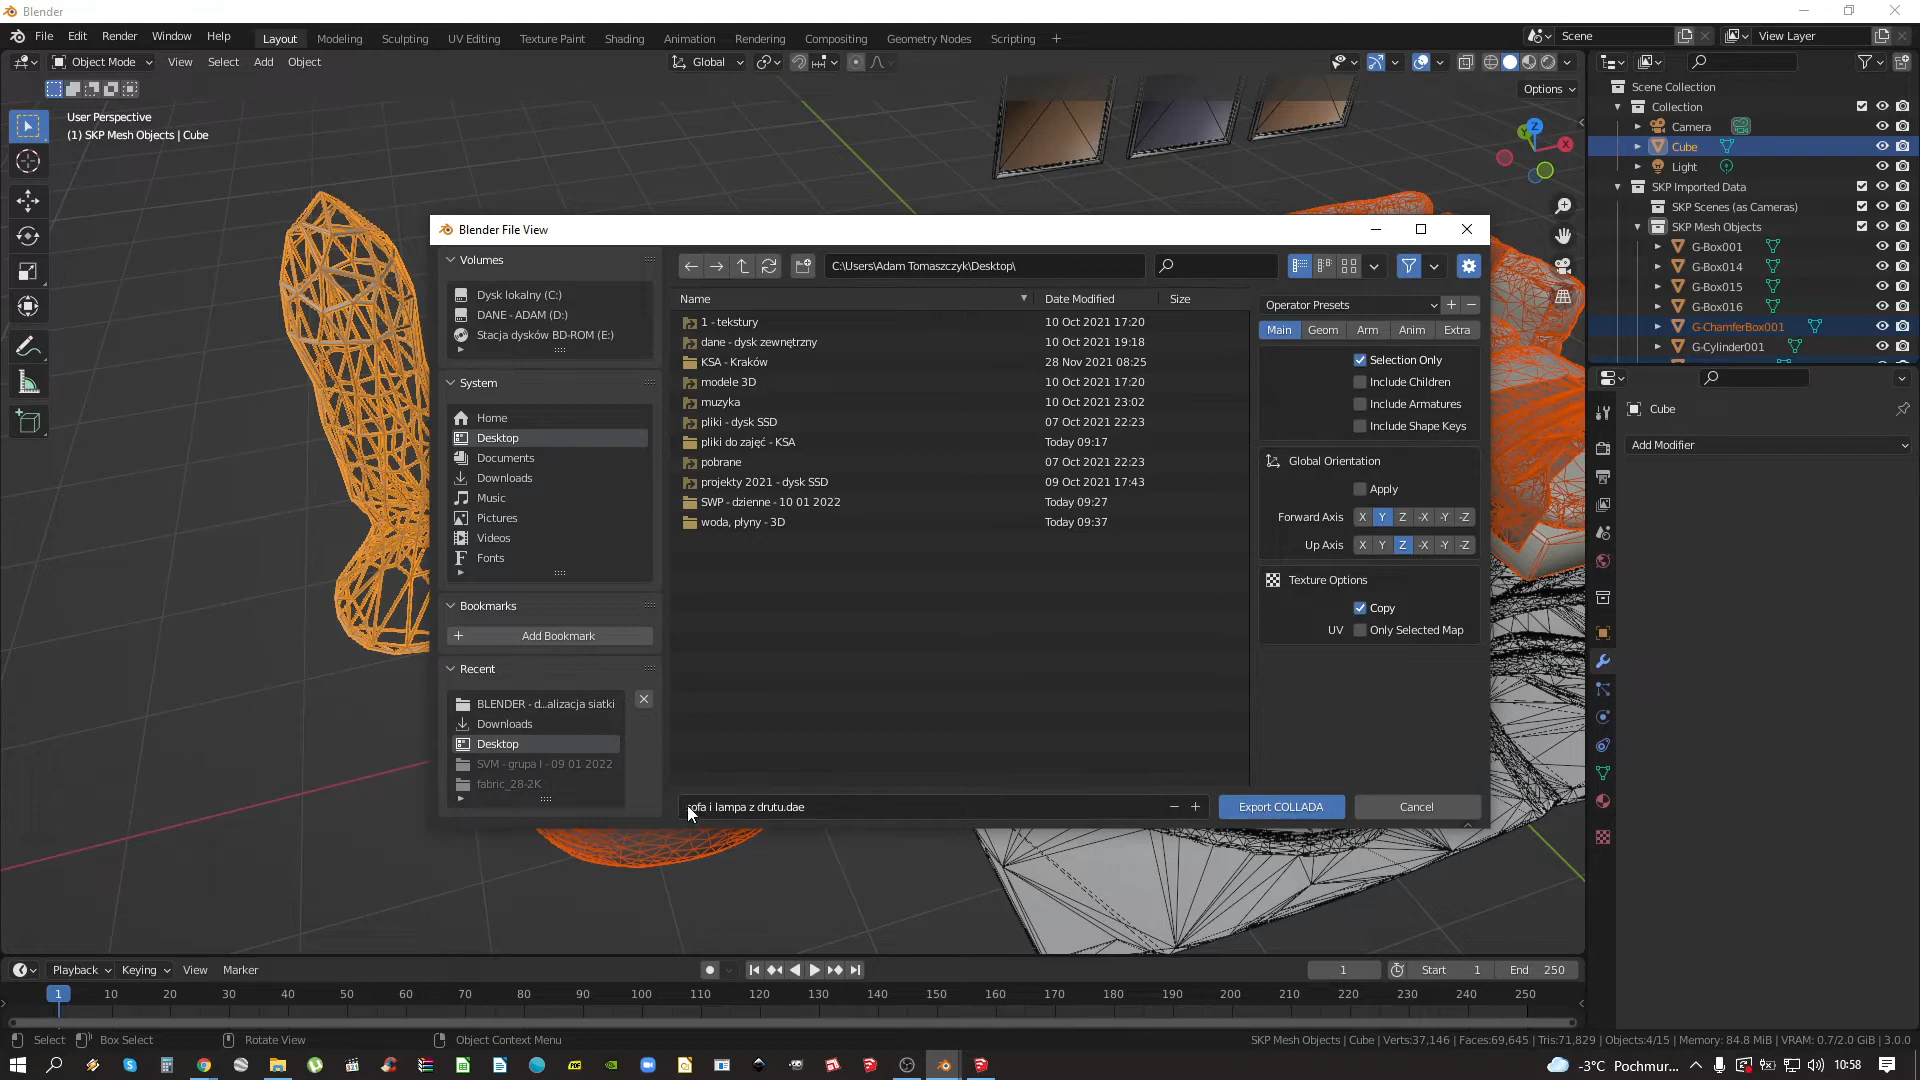 Blender
File Edit Render Window Help Layout Modeling Sculpting UV Editing Texture Paint Shading Animation Rendering Compositing Geometry Nodes Scripting + Scene View Layer
Object Mode View Select Add Object Global
Options
User Perspective
(1) SKP Mesh Objects | Cube
Z
Y
X
Scene Collection
Collection
Camera
Cube
Light
SKP Imported Data
SKP Scenes (as Cameras)
SKP Mesh Objects
G-Box001
G-Box014
G-Box015
G-Box016
G-ChamferBox001
G-Cylinder001
Cube
Add Modifier
Blender File View
Volumes
Dysk lokalny (C:)
DANE - ADAM (D:)
Stacja dysków BD-ROM (E:)
System
Home
Desktop
Documents
Downloads
Music
Pictures
Videos
Fonts
Bookmarks
+ Add Bookmark
Recent
BLENDER - d...alizacja siatki
Downloads
Desktop
SVM - grupa I - 09 01 2022
fabric_28-2K
C:\Users\Adam Tomaszczyk\Desktop\
Name Date Modified Size
1 - tekstury 10 Oct 2021 17:20
dane - dysk zewnętrzny 10 Oct 2021 19:18
KSA - Kraków 28 Nov 2021 08:25
modele 3D 10 Oct 2021 17:20
muzyka 10 Oct 2021 23:02
pliki - dysk SSD 07 Oct 2021 22:23
pliki do zajęć - KSA Today 09:17
pobrane 07 Oct 2021 22:23
projekty 2021 - dysk SSD 09 Oct 2021 17:43
SWP - dzienne - 10 01 2022 Today 09:27
woda, płyny - 3D Today 09:37
Operator Presets + −
Main Geom Arm Anim Extra
Selection Only
Include Children
Include Armatures
Include Shape Keys
Global Orientation
Apply
Forward Axis X Y Z -X -Y -Z
Up Axis X Y Z -X -Y -Z
Texture Options
Copy
UV Only Selected Map
sofa i lampa z drutu.dae − + Export COLLADA Cancel
Playback Keying View Marker 1 Start 1 End 250
1 10 20 30 40 50 60 70 80 90 100 110 120 130 140 150 160 170 180 190 200 210 220 230 240 250
Select Box Select Rotate View Object Context Menu SKP Mesh Objects | Cube | Verts:37,146 | Faces:69,645 | Tris:71,829 | Objects:4/15 | Memory: 84.8 MiB | VRAM: 0.7/2.0 GiB | 3.0.0
-3°C Pochmur... 10:58